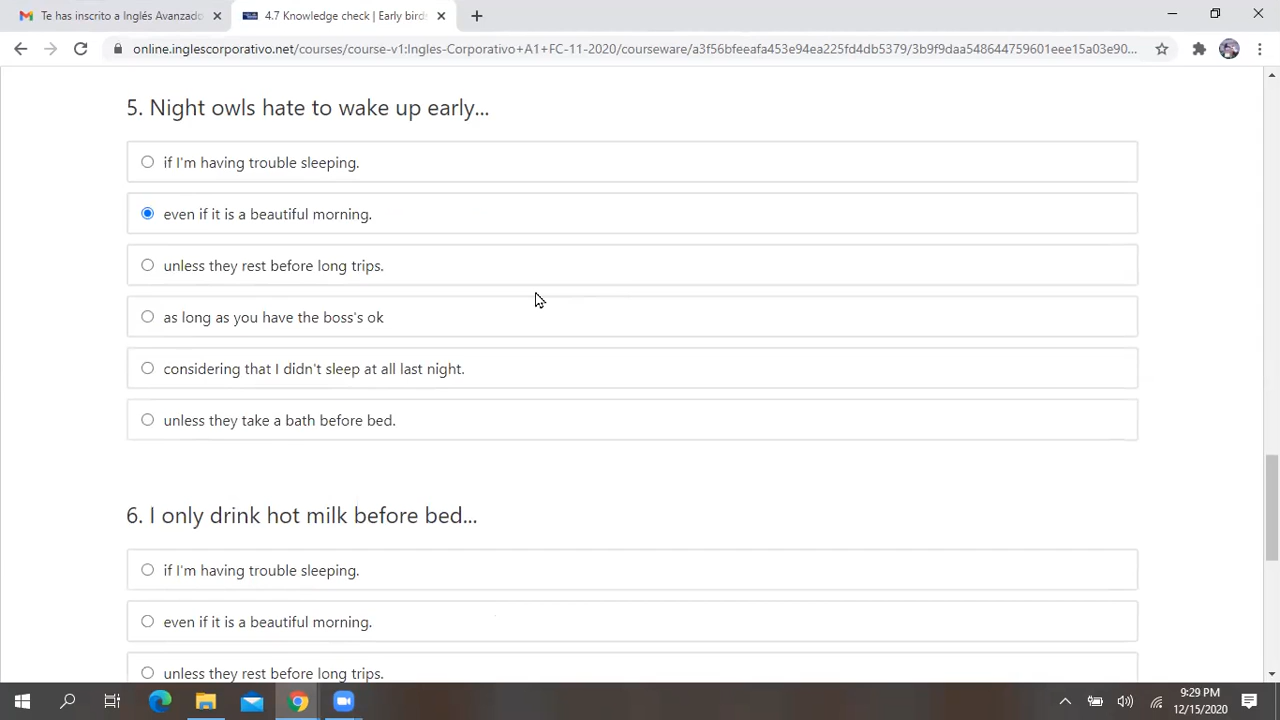 Te has inscrito a Inglés Avanzado
4.7 Knowledge check | Early birds
online.inglescorporativo.net/courses/course-v1:Ingles-Corporativo+A1+FC-11-2020/courseware/a3f56bfeeafa453e94ea225fd4db5379/3b9f9daa548644759601eee15a03e90...
5. Night owls hate to wake up early...
if I'm having trouble sleeping.
even if it is a beautiful morning.
unless they rest before long trips.
as long as you have the boss's ok
considering that I didn't sleep at all last night.
unless they take a bath before bed.
6. I only drink hot milk before bed...
if I'm having trouble sleeping.
even if it is a beautiful morning.
unless they rest before long trips.
9:29 PM
12/15/2020